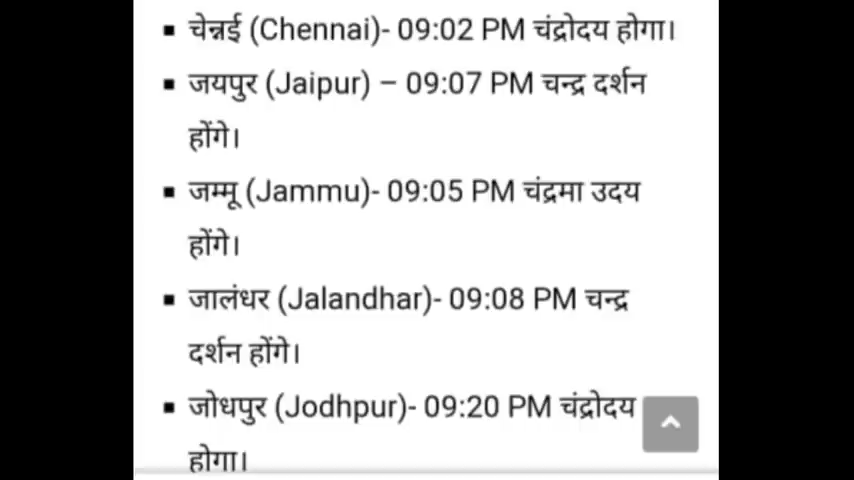 ▪ चेन्नई (Chennai)- 09:02 PM चंद्रोदय होगा।
▪ जयपुर (Jaipur) – 09:07 PM चन्द्र दर्शन
होंगे।
▪ जम्मू (Jammu)- 09:05 PM चंद्रमा उदय
होंगे।
▪ जालंधर (Jalandhar)- 09:08 PM चन्द्र
दर्शन होंगे।
▪ जोधपुर (Jodhpur)- 09:20 PM चंद्रोदय
होगा।